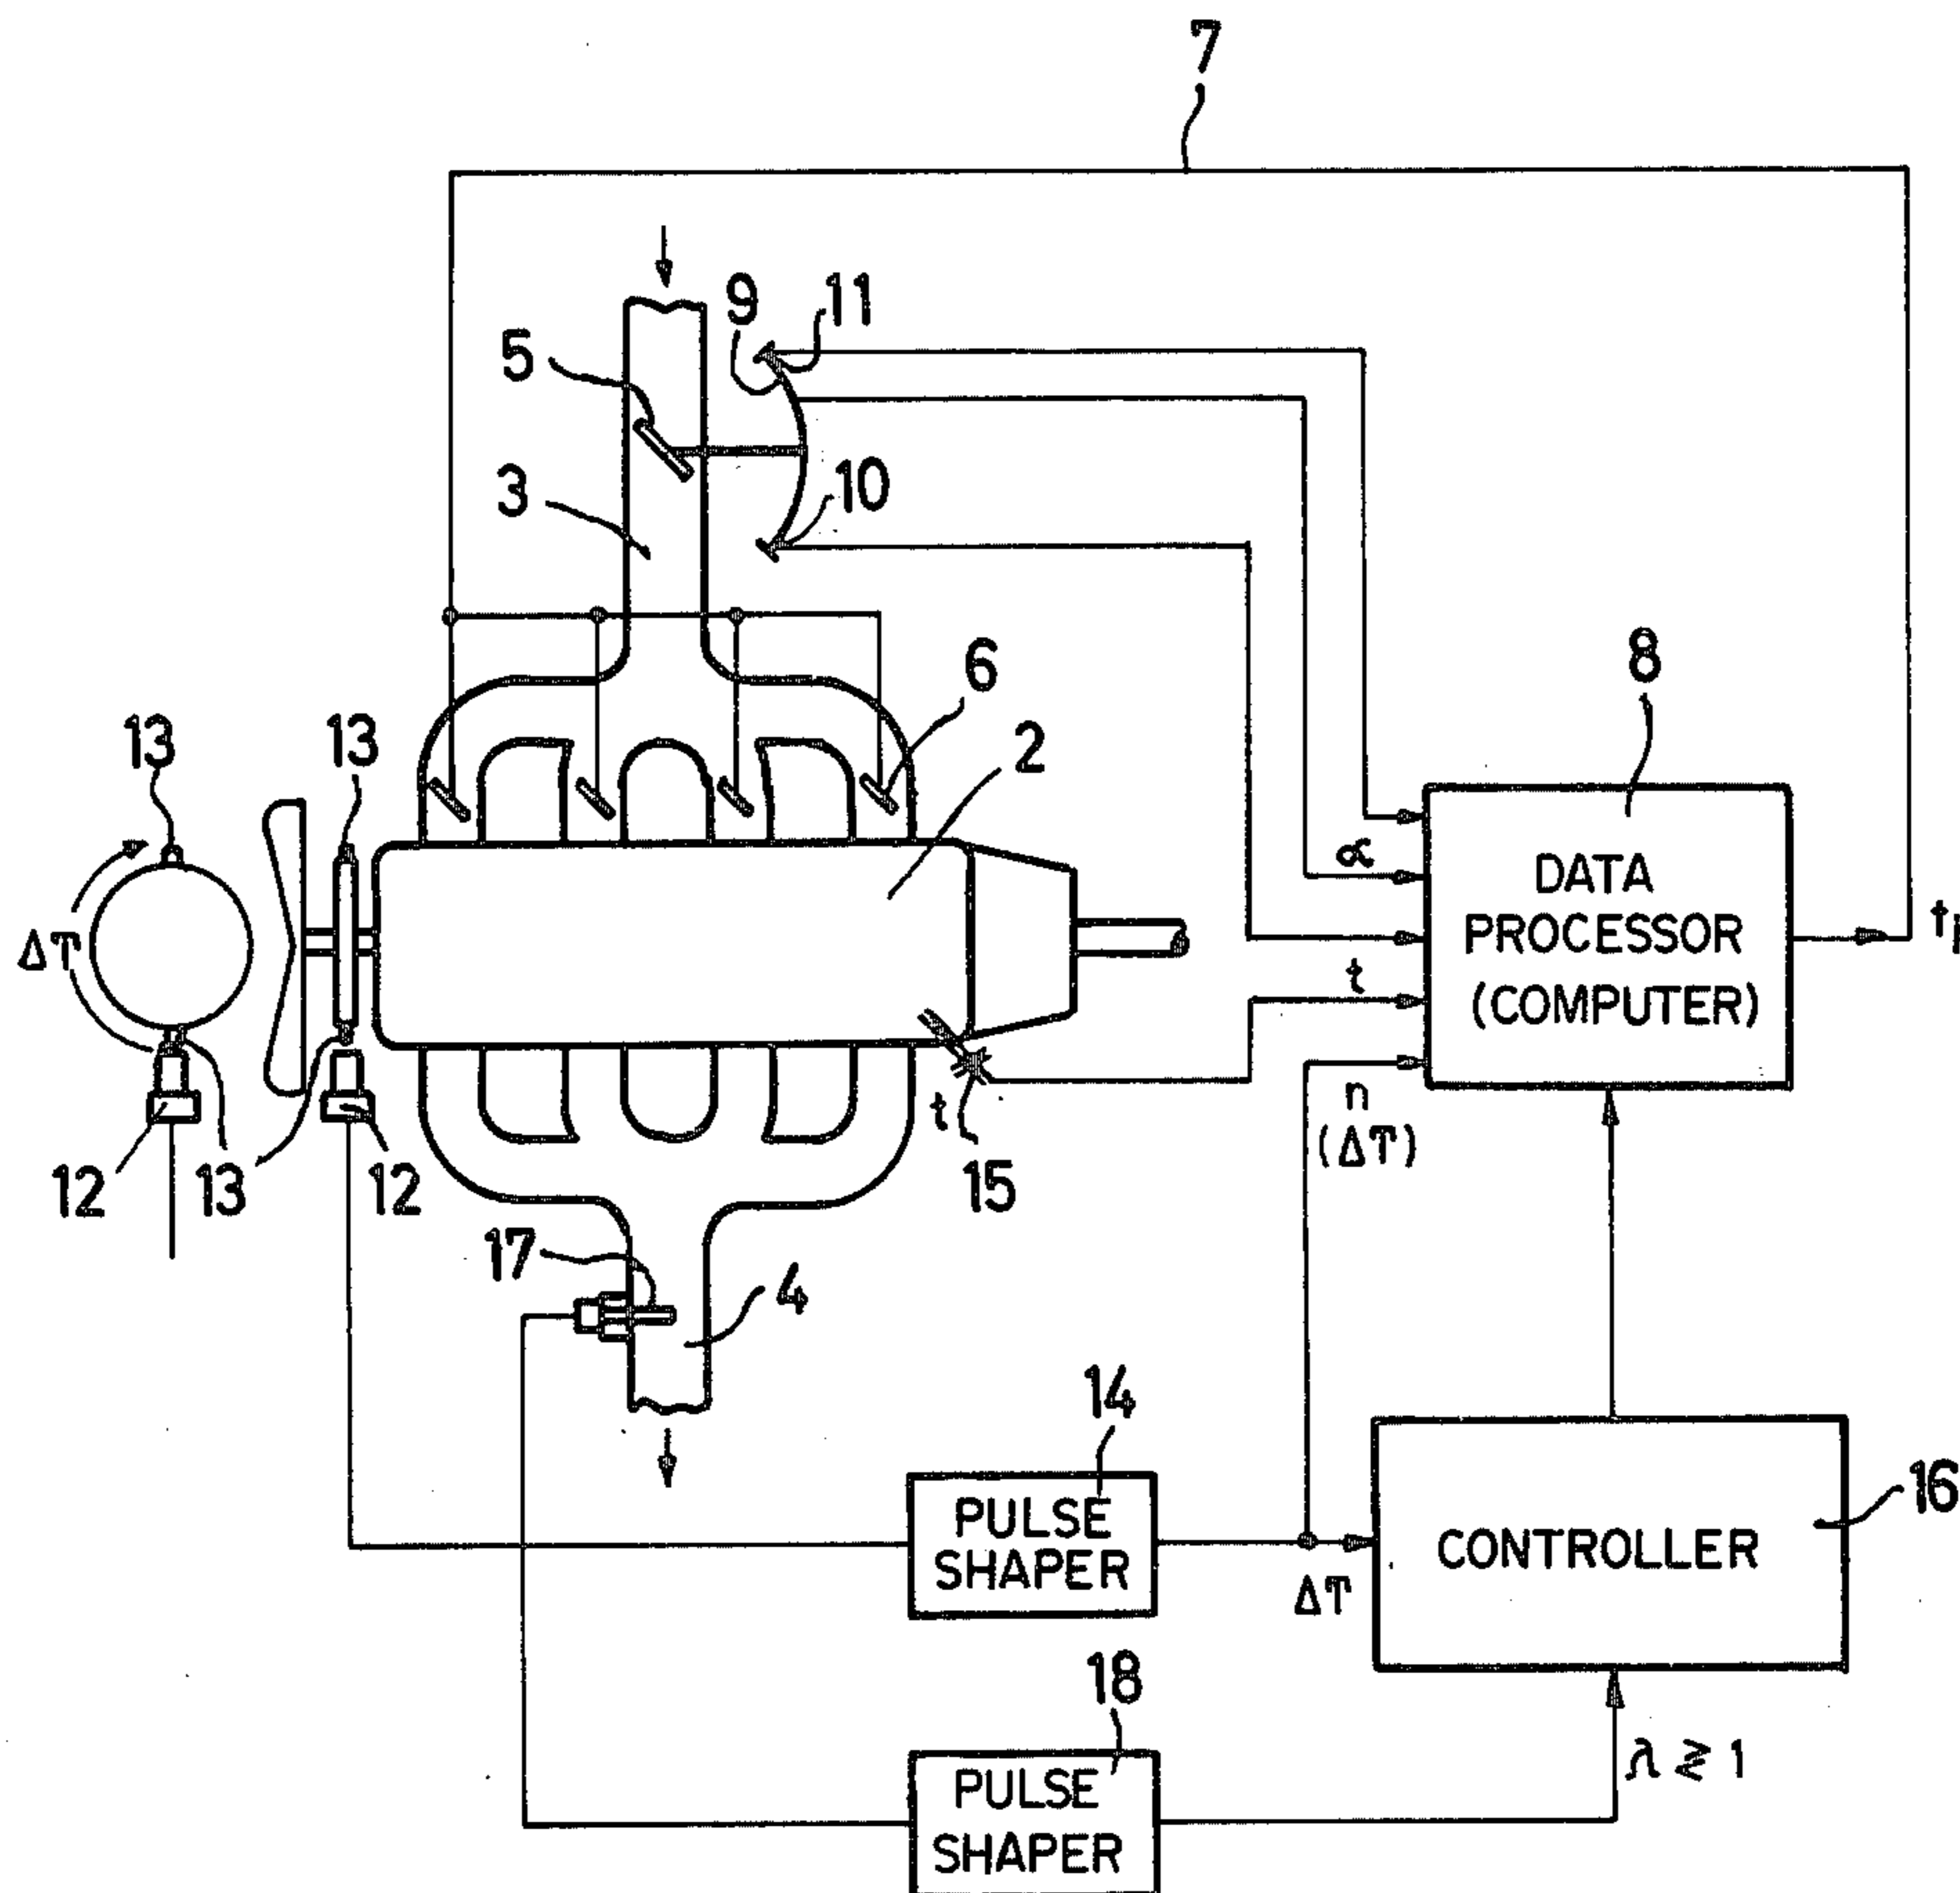 7
9
11
5
3
10
6
8
13
13
2
α
DATA
PROCESSOR
(COMPUTER)
ΔT
t
n
(ΔT)
t
12
13
12
15
17
4
14
PULSE
SHAPER
ΔT
16
CONTROLLER
18
PULSE
SHAPER
λ ≷ 1